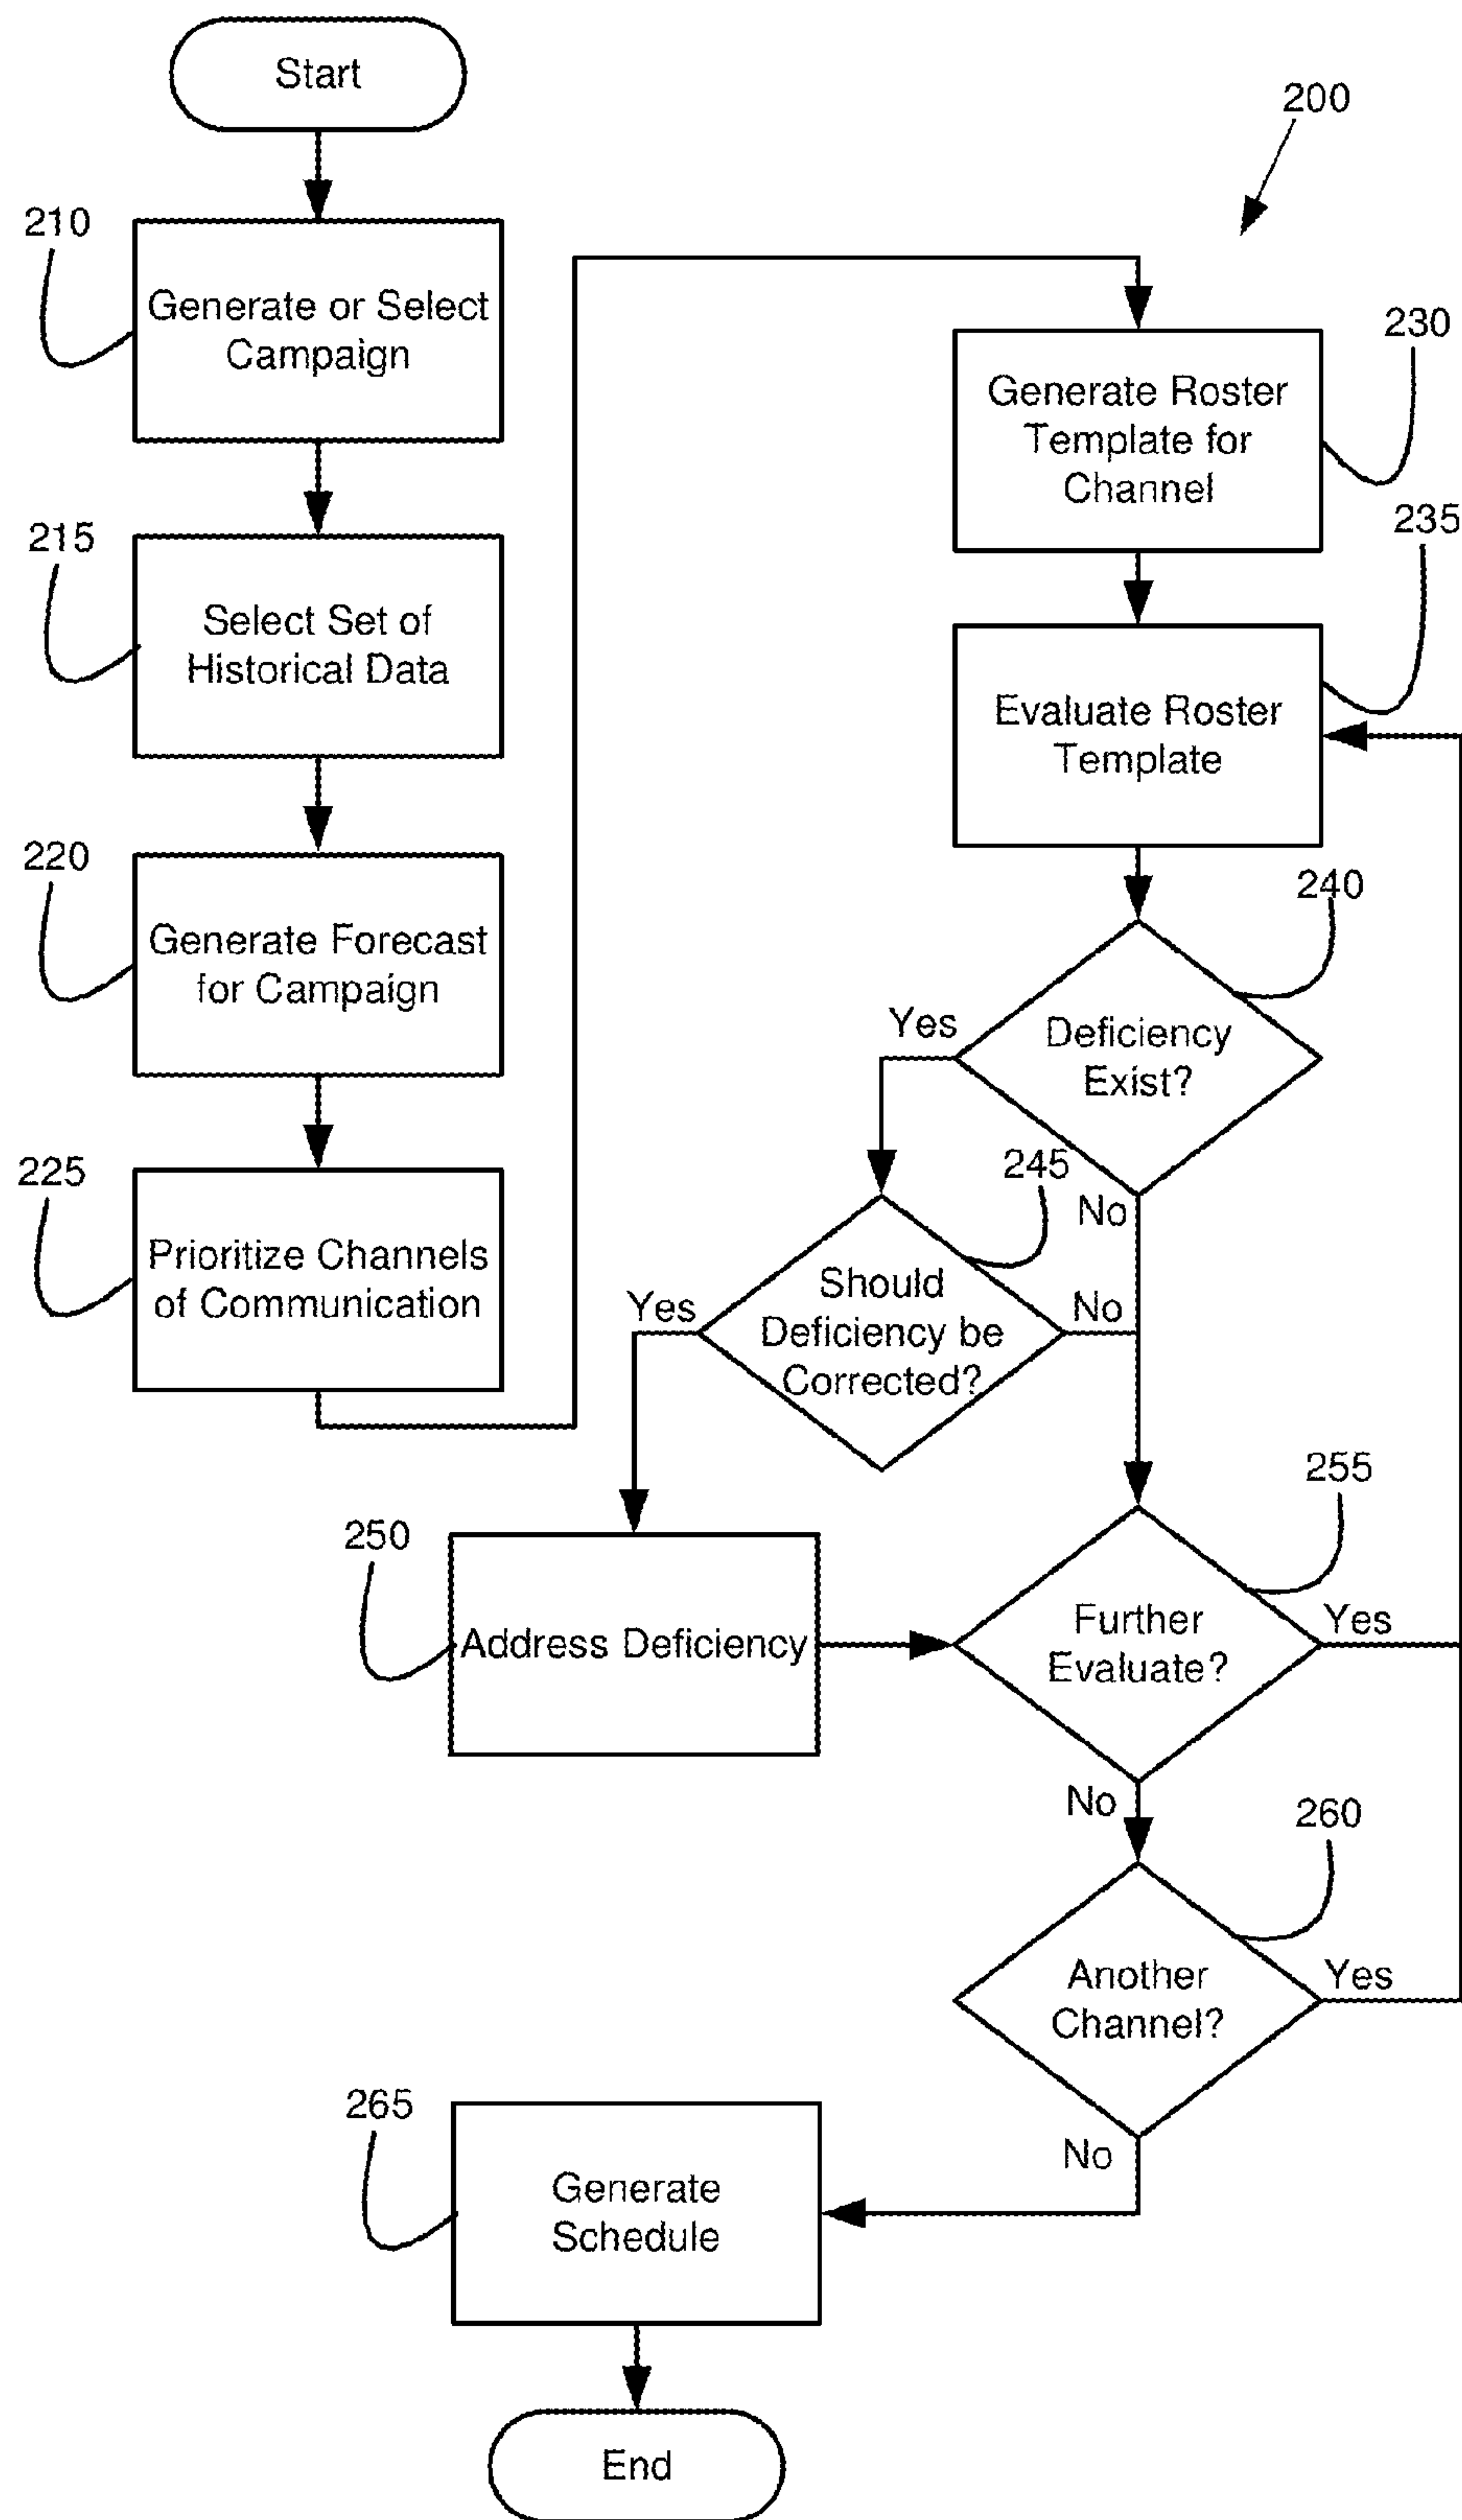 Start
200
210
Generate or Select
Campaign
215
Select Set of
Historical Data
220
Generate Forecast
for Campaign
225
Prioritize Channels
of Communication
230
Generate Roster
Template for
Channel
235
Evaluate Roster
Template
240
Deficiency
Exist?
Yes
No
245
Should
Deficiency be
Corrected?
Yes
No
250
Address Deficiency
255
Further
Evaluate?
Yes
No
260
Another
Channel?
Yes
No
265
Generate
Schedule
End